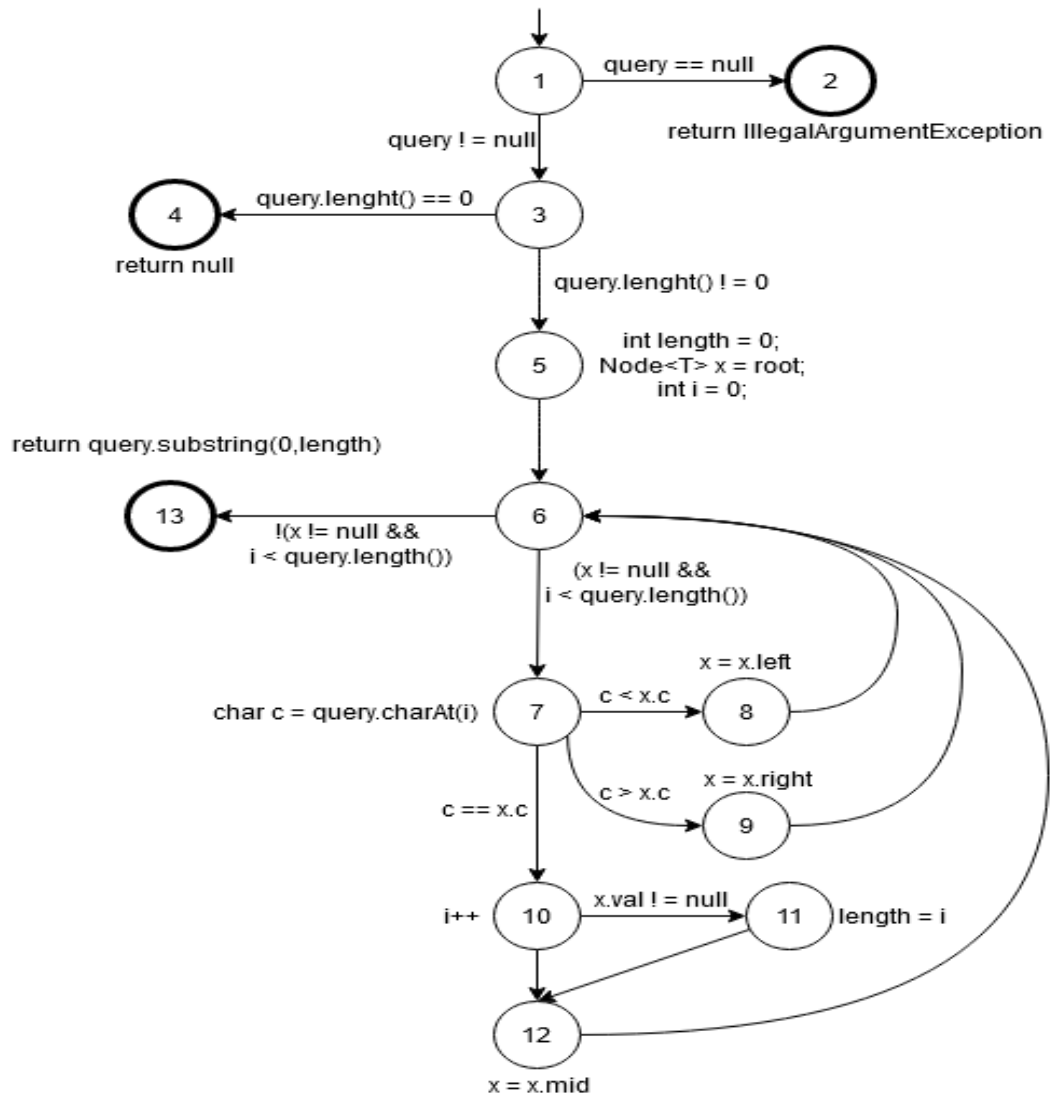 1
query == null
2
return IllegalArgumentException
query ! = null
query.lenght() == 0
4
3
return null
query.lenght() ! = 0
5
int length = 0;
Node<T> x = root;
int i = 0;
return query.substring(0,length)
13
6
!(x != null &&
i < query.length())
(x != null &&
i < query.length())
x = x.left
char c = query.charAt(i)
7
c < x.c
8
x = x.right
c > x.c
9
c == x.c
i++
10
x.val ! = null
11
length = i
12
x = x.mid